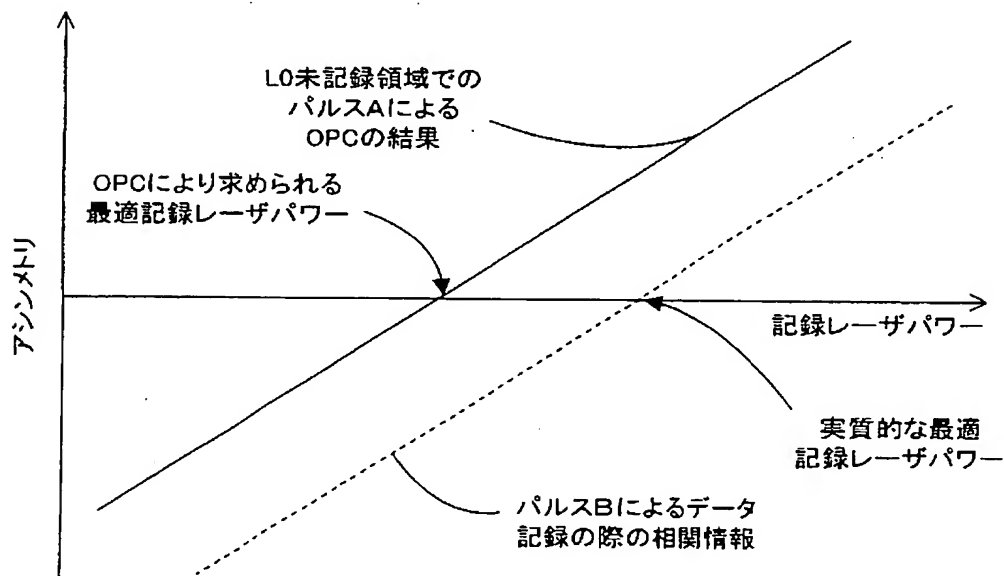 L0未記録領域での
パルスAによる
OPCの結果
OPCにより求められる
最適記録レーザパワー
アシンメトリ
記録レーザパワー
実質的な最適
記録レーザパワー
パルスBによるデータ
記録の際の相関情報